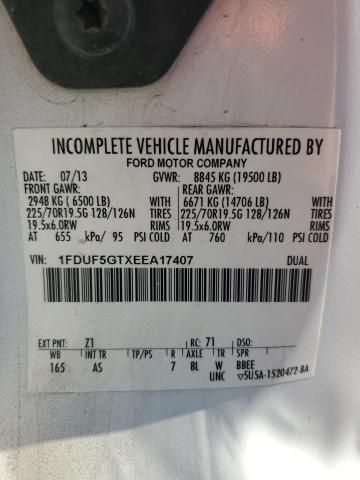 INCOMPLETE VEHICLE MANUFACTURED BY
FORD MOTOR COMPANY
DATE: 07/13 GVWR: 8845 KG (19500 LB)
FRONT GAWR: REAR GAWR:
2948 KG ( 6500 LB) WITH 6671 KG (14706 LB) WITH
225/70R19.5G 128/126N TIRES 225/70R19.5G 128/126N TIRES
19.5x6.0RW RIMS 19.5x6.0RW RIMS
AT 655 kPa/ 95 PSI COLD AT 760 kPa/110 PSI COLD
VIN: 1FDUF5GTXEEA17407 DUAL
EXT PNT: Z1 RC: 71 DSO:
WB INT TR TP/PS R AXLE TR SPR
165 AS 7 8L W BBEE
UNC 5U5A-1520472-BA